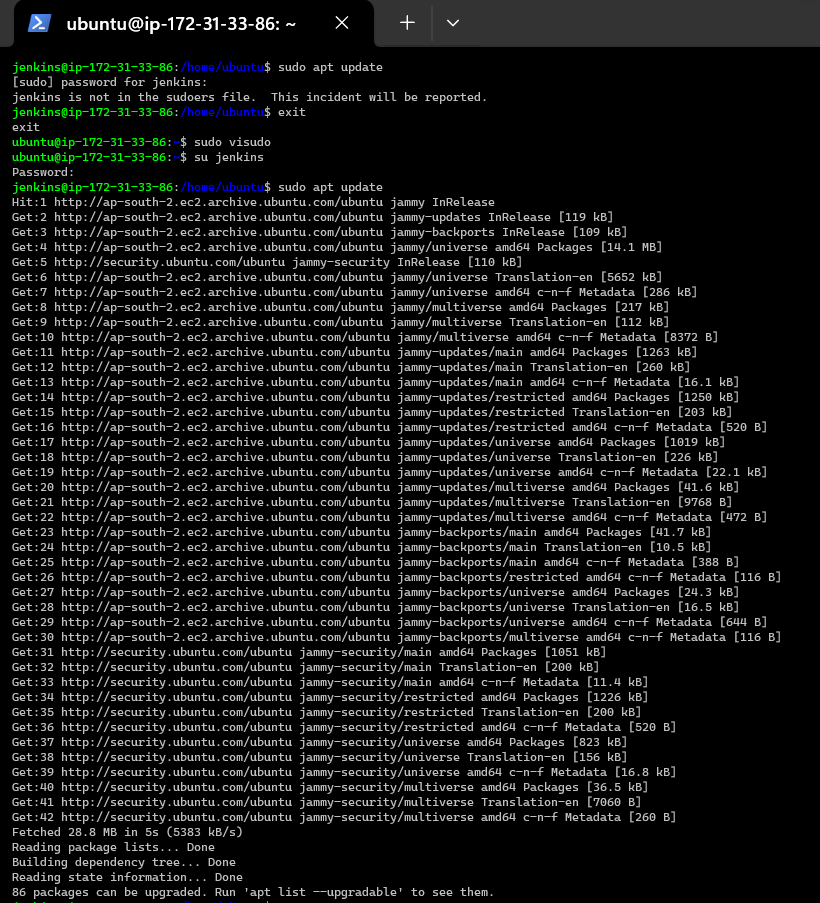 ubuntu@ip-172-31-33-86: ~
jenkins@ip-172-31-33-86:/home/ubuntu$ sudo apt update
[sudo] password for jenkins:
jenkins is not in the sudoers file.  This incident will be reported.
jenkins@ip-172-31-33-86:/home/ubuntu$ exit
exit
ubuntu@ip-172-31-33-86:~$ sudo visudo
ubuntu@ip-172-31-33-86:~$ su jenkins
Password:
jenkins@ip-172-31-33-86:/home/ubuntu$ sudo apt update
Hit:1 http://ap-south-2.ec2.archive.ubuntu.com/ubuntu jammy InRelease
Get:2 http://ap-south-2.ec2.archive.ubuntu.com/ubuntu jammy-updates InRelease [119 kB]
Get:3 http://ap-south-2.ec2.archive.ubuntu.com/ubuntu jammy-backports InRelease [109 kB]
Get:4 http://ap-south-2.ec2.archive.ubuntu.com/ubuntu jammy/universe amd64 Packages [14.1 MB]
Get:5 http://security.ubuntu.com/ubuntu jammy-security InRelease [110 kB]
Get:6 http://ap-south-2.ec2.archive.ubuntu.com/ubuntu jammy/universe Translation-en [5652 kB]
Get:7 http://ap-south-2.ec2.archive.ubuntu.com/ubuntu jammy/universe amd64 c-n-f Metadata [286 kB]
Get:8 http://ap-south-2.ec2.archive.ubuntu.com/ubuntu jammy/multiverse amd64 Packages [217 kB]
Get:9 http://ap-south-2.ec2.archive.ubuntu.com/ubuntu jammy/multiverse Translation-en [112 kB]
Get:10 http://ap-south-2.ec2.archive.ubuntu.com/ubuntu jammy/multiverse amd64 c-n-f Metadata [8372 B]
Get:11 http://ap-south-2.ec2.archive.ubuntu.com/ubuntu jammy-updates/main amd64 Packages [1263 kB]
Get:12 http://ap-south-2.ec2.archive.ubuntu.com/ubuntu jammy-updates/main Translation-en [260 kB]
Get:13 http://ap-south-2.ec2.archive.ubuntu.com/ubuntu jammy-updates/main amd64 c-n-f Metadata [16.1 kB]
Get:14 http://ap-south-2.ec2.archive.ubuntu.com/ubuntu jammy-updates/restricted amd64 Packages [1250 kB]
Get:15 http://ap-south-2.ec2.archive.ubuntu.com/ubuntu jammy-updates/restricted Translation-en [203 kB]
Get:16 http://ap-south-2.ec2.archive.ubuntu.com/ubuntu jammy-updates/restricted amd64 c-n-f Metadata [520 B]
Get:17 http://ap-south-2.ec2.archive.ubuntu.com/ubuntu jammy-updates/universe amd64 Packages [1019 kB]
Get:18 http://ap-south-2.ec2.archive.ubuntu.com/ubuntu jammy-updates/universe Translation-en [226 kB]
Get:19 http://ap-south-2.ec2.archive.ubuntu.com/ubuntu jammy-updates/universe amd64 c-n-f Metadata [22.1 kB]
Get:20 http://ap-south-2.ec2.archive.ubuntu.com/ubuntu jammy-updates/multiverse amd64 Packages [41.6 kB]
Get:21 http://ap-south-2.ec2.archive.ubuntu.com/ubuntu jammy-updates/multiverse Translation-en [9768 B]
Get:22 http://ap-south-2.ec2.archive.ubuntu.com/ubuntu jammy-updates/multiverse amd64 c-n-f Metadata [472 B]
Get:23 http://ap-south-2.ec2.archive.ubuntu.com/ubuntu jammy-backports/main amd64 Packages [41.7 kB]
Get:24 http://ap-south-2.ec2.archive.ubuntu.com/ubuntu jammy-backports/main Translation-en [10.5 kB]
Get:25 http://ap-south-2.ec2.archive.ubuntu.com/ubuntu jammy-backports/main amd64 c-n-f Metadata [388 B]
Get:26 http://ap-south-2.ec2.archive.ubuntu.com/ubuntu jammy-backports/restricted amd64 c-n-f Metadata [116 B]
Get:27 http://ap-south-2.ec2.archive.ubuntu.com/ubuntu jammy-backports/universe amd64 Packages [24.3 kB]
Get:28 http://ap-south-2.ec2.archive.ubuntu.com/ubuntu jammy-backports/universe Translation-en [16.5 kB]
Get:29 http://ap-south-2.ec2.archive.ubuntu.com/ubuntu jammy-backports/universe amd64 c-n-f Metadata [644 B]
Get:30 http://ap-south-2.ec2.archive.ubuntu.com/ubuntu jammy-backports/multiverse amd64 c-n-f Metadata [116 B]
Get:31 http://security.ubuntu.com/ubuntu jammy-security/main amd64 Packages [1051 kB]
Get:32 http://security.ubuntu.com/ubuntu jammy-security/main Translation-en [200 kB]
Get:33 http://security.ubuntu.com/ubuntu jammy-security/main amd64 c-n-f Metadata [11.4 kB]
Get:34 http://security.ubuntu.com/ubuntu jammy-security/restricted amd64 Packages [1226 kB]
Get:35 http://security.ubuntu.com/ubuntu jammy-security/restricted Translation-en [200 kB]
Get:36 http://security.ubuntu.com/ubuntu jammy-security/restricted amd64 c-n-f Metadata [520 B]
Get:37 http://security.ubuntu.com/ubuntu jammy-security/universe amd64 Packages [823 kB]
Get:38 http://security.ubuntu.com/ubuntu jammy-security/universe Translation-en [156 kB]
Get:39 http://security.ubuntu.com/ubuntu jammy-security/universe amd64 c-n-f Metadata [16.8 kB]
Get:40 http://security.ubuntu.com/ubuntu jammy-security/multiverse amd64 Packages [36.5 kB]
Get:41 http://security.ubuntu.com/ubuntu jammy-security/multiverse Translation-en [7060 B]
Get:42 http://security.ubuntu.com/ubuntu jammy-security/multiverse amd64 c-n-f Metadata [260 B]
Fetched 28.8 MB in 5s (5383 kB/s)
Reading package lists... Done
Building dependency tree... Done
Reading state information... Done
86 packages can be upgraded. Run 'apt list --upgradable' to see them.